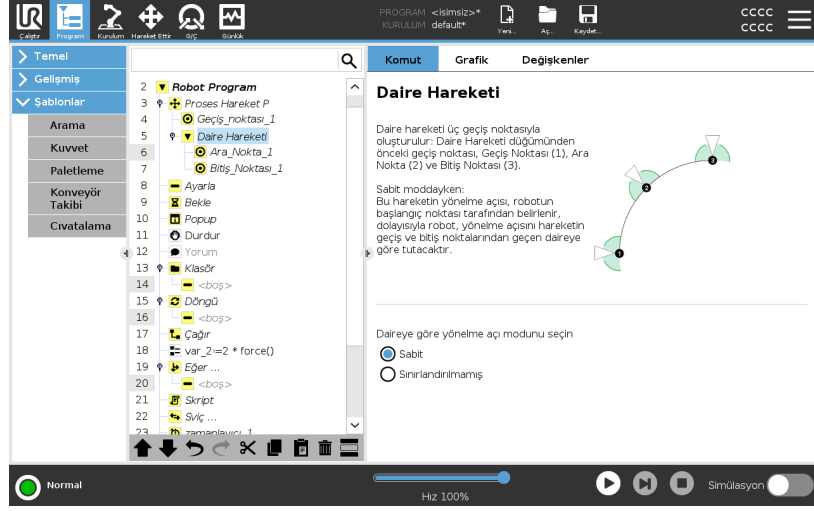 UR
PROGRAM <isimsiz>*
KURULUM default*
cccc
cccc
Çalıştır Program Kurulum Hareket Ettir G/Ç Günlük Yeni... Aç... Kaydet...
Temel
Gelişmiş
Şablonlar
Arama
Kuvvet
Paletleme
Konveyör
Takibi
Cıvatalama
2 Robot Program
3 Proses Hareket P
4 Geçiş_noktası_1
5 Daire Hareketi
6 Ara_Nokta_1
7 Bitiş_Noktası_1
8 Ayarla
9 Bekle
10 Popup
11 Durdur
12 Yorum
13 Klasör
14 <boş>
15 Döngü
16 <boş>
17 Çağır
18 var_2≔2 * force()
19 Eğer ...
20 <boş>
21 Skript
22 Sviç ...
23 zamanlayıcı_1
Komut Grafik Değişkenler
Daire Hareketi
Daire hareketi üç geçiş noktasıyla
oluşturulur: Daire Hareketi düğümünden
önceki geçiş noktası, Geçiş Noktası (1), Ara
Nokta (2) ve Bitiş Noktası (3).
Sabit moddayken:
Bu hareketin yönelme açısı, robotun
başlangıç noktası tarafından belirlenir,
dolayısıyla robot, yönelme açısını hareketin
geçiş ve bitiş noktalarından geçen daireye
göre tutacaktır.
3
2
1
Daireye göre yönelme açı modunu seçin
Sabit
Sınırlandırılmamış
Normal
Hız 100%
Simülasyon